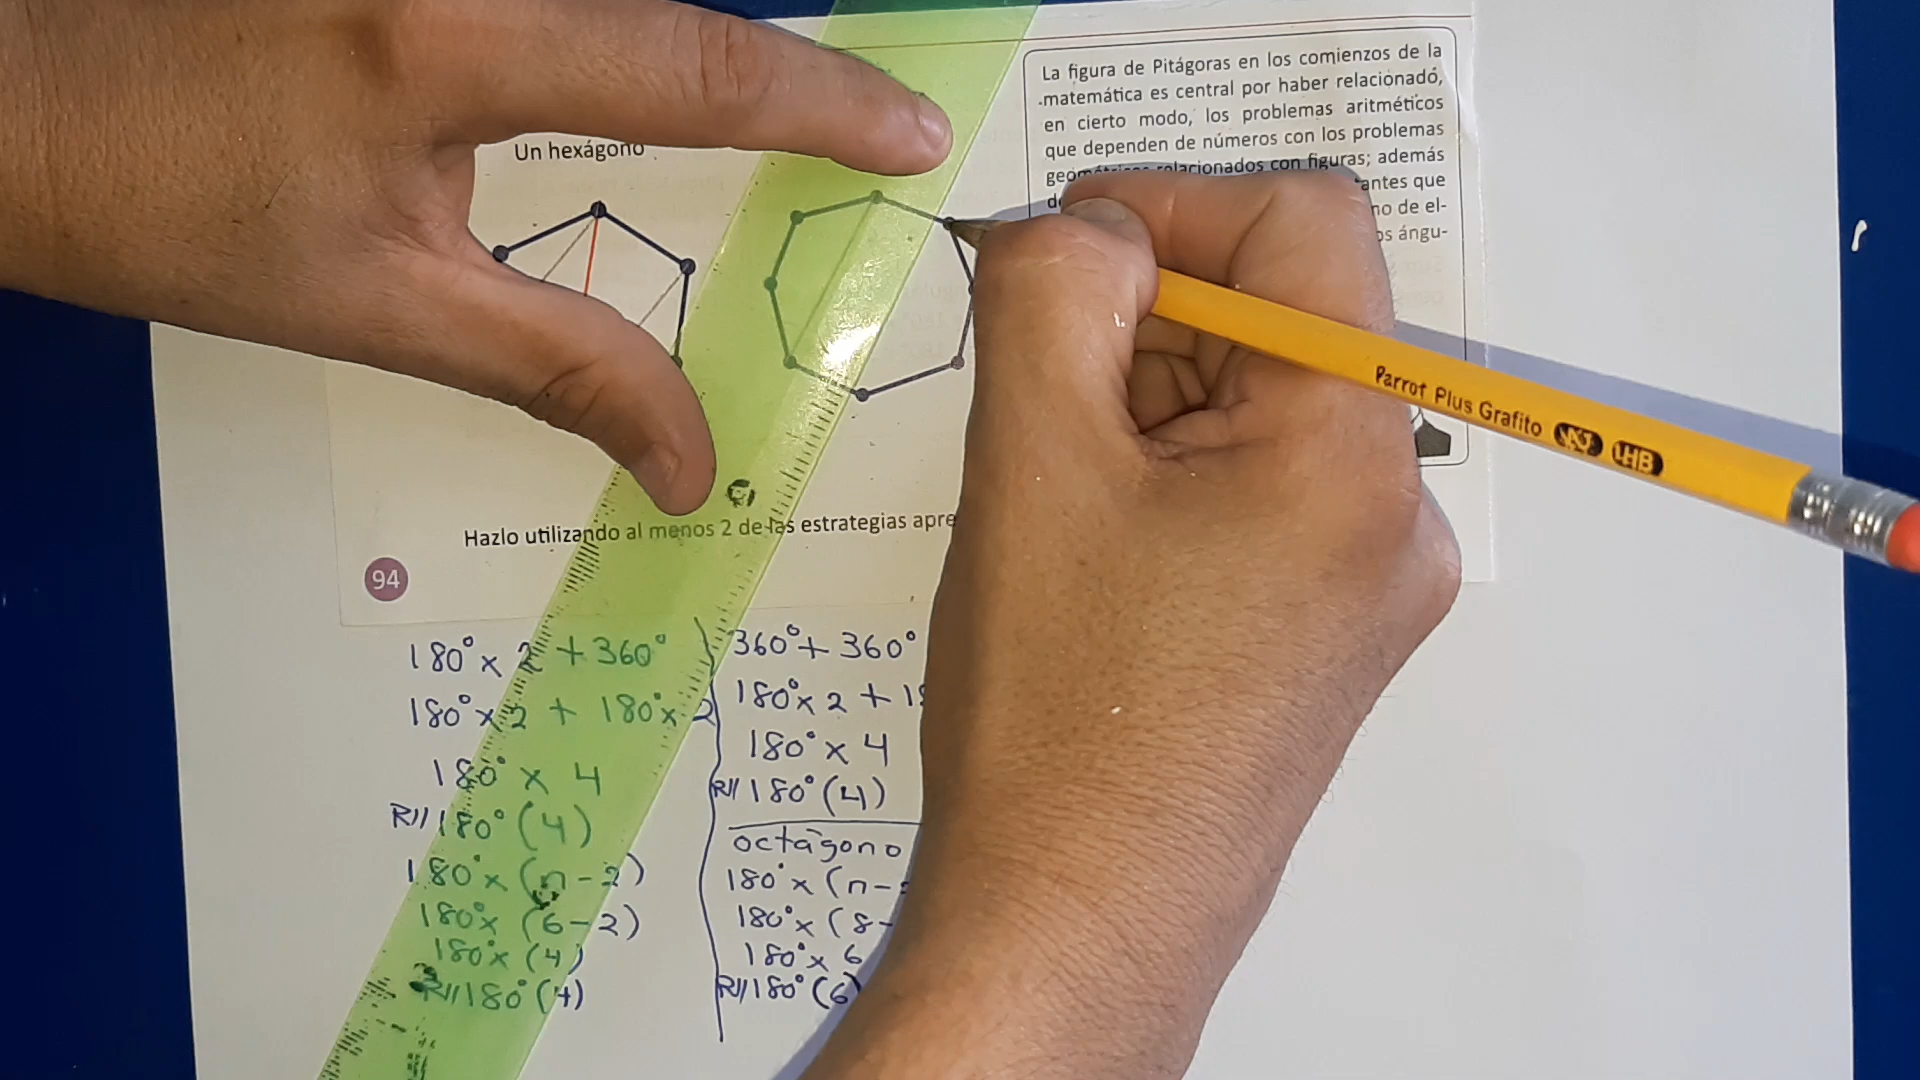 Un hexágono
La figura de Pitágoras en los comienzos de la
matemática es central por haber relacionado,
en cierto modo, los problemas aritméticos
que dependen de números con los problemas
geométricos relacionados con figuras; además
antes que
no de el-
os ángu-
Parrot Plus Grafito HB
Hazlo utilizando al menos 2 de las estrategias apre
94
180° x 2 + 360°
180° x 2 + 180° x 2
180° x 4
R// 180° (4)
180° x (n-2)
180° x (6-2)
180° x (4)
R// 180° (4)
360° + 360°
180° x 2 + 18
180° x 4
R// 180° (4)
octágono
180° x (n-
180° x (8-
180° x 6
R// 180° (6)